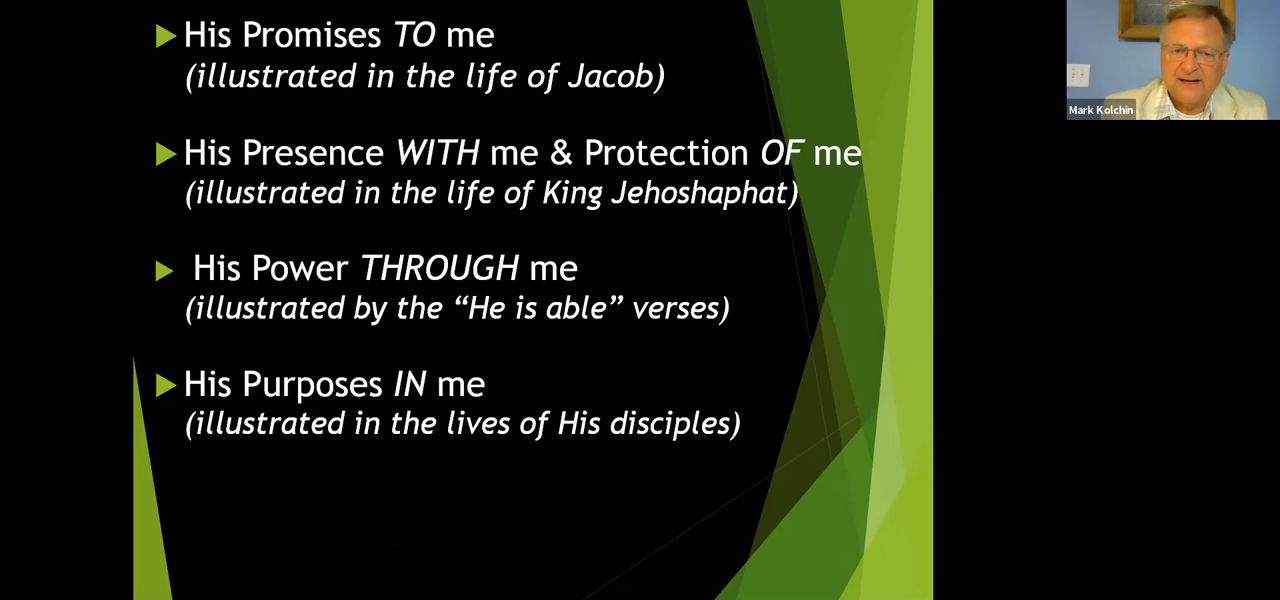 His Promises TO me
(illustrated in the life of Jacob)
His Presence WITH me & Protection OF me
(illustrated in the life of King Jehoshaphat)
His Power THROUGH me
(illustrated by the “He is able” verses)
His Purposes IN me
(illustrated in the lives of His disciples)
Mark Kolchin